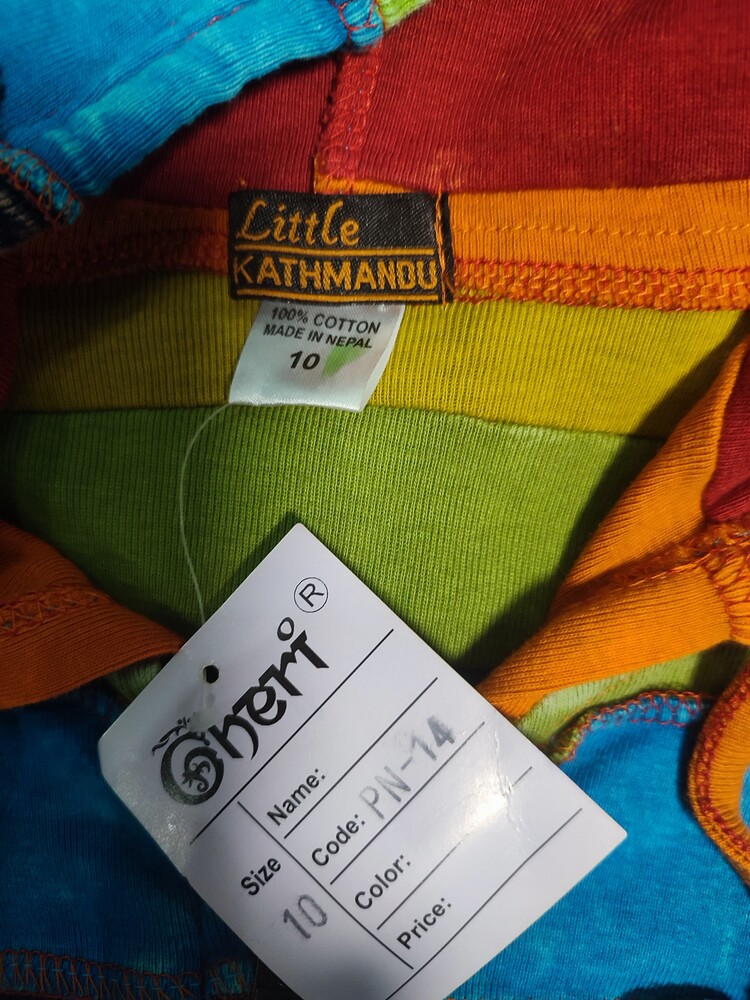 Little
KATHMANDU
100% COTTON
MADE IN NEPAL
10
Gheri ®
Name:
Code: PN-14
Color:
Price:
Size
10